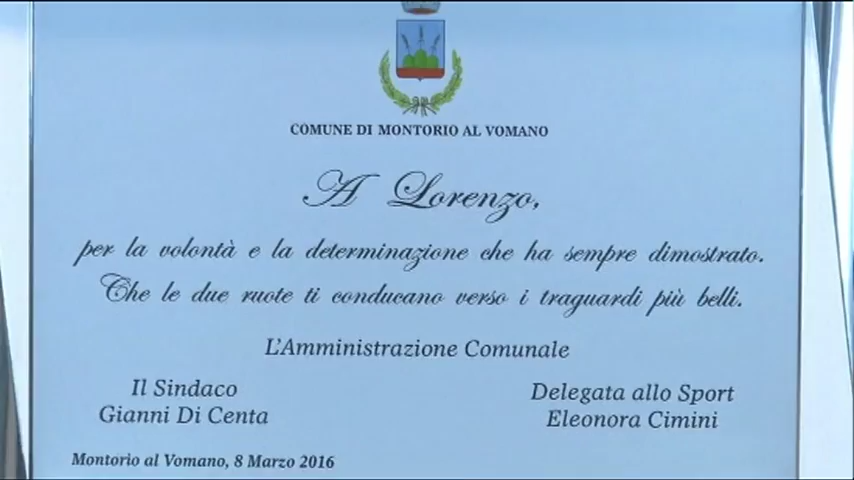 COMUNE DI MONTORIO AL VOMANO
A Lorenzo,
per la volontà e la determinazione che ha sempre dimostrato.
Che le due ruote ti conducano verso i traguardi più belli.
L'Amministrazione Comunale
Il Sindaco
Gianni Di Centa
Delegata allo Sport
Eleonora Cimini
Montorio al Vomano, 8 Marzo 2016